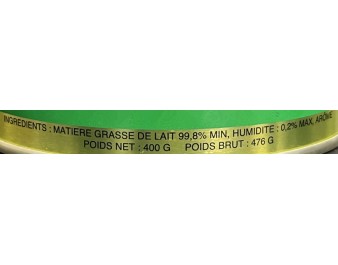 INGREDIENTS : MATIERE GRASSE DE LAIT 99,8% MIN, HUMIDITE : 0,2% MAX, ARÔME
POIDS NET : 400 G POIDS BRUT : 476 G